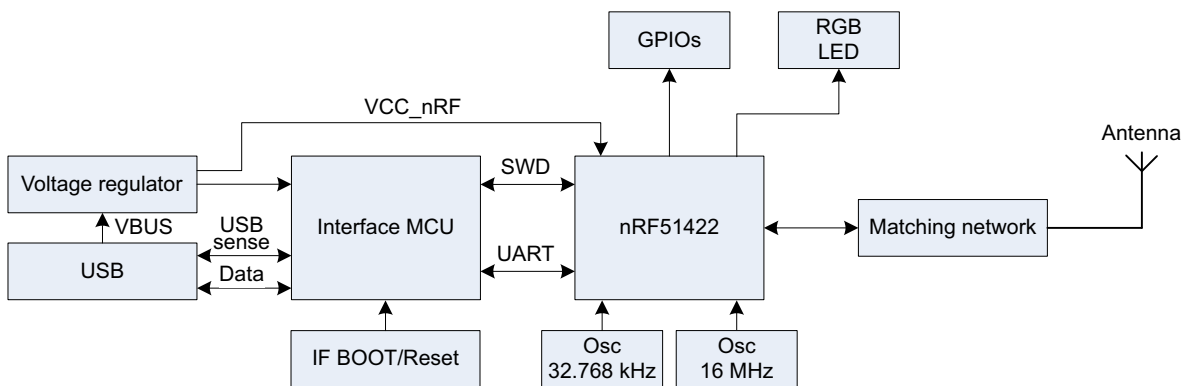 GPIOs
RGB
LED
VCC_nRF
Antenna
Voltage regulator
SWD
VBUS
USB
sense
Interface MCU
nRF51422
Matching network
UART
USB
Data
IF BOOT/Reset
Osc
32.768 kHz
Osc
16 MHz